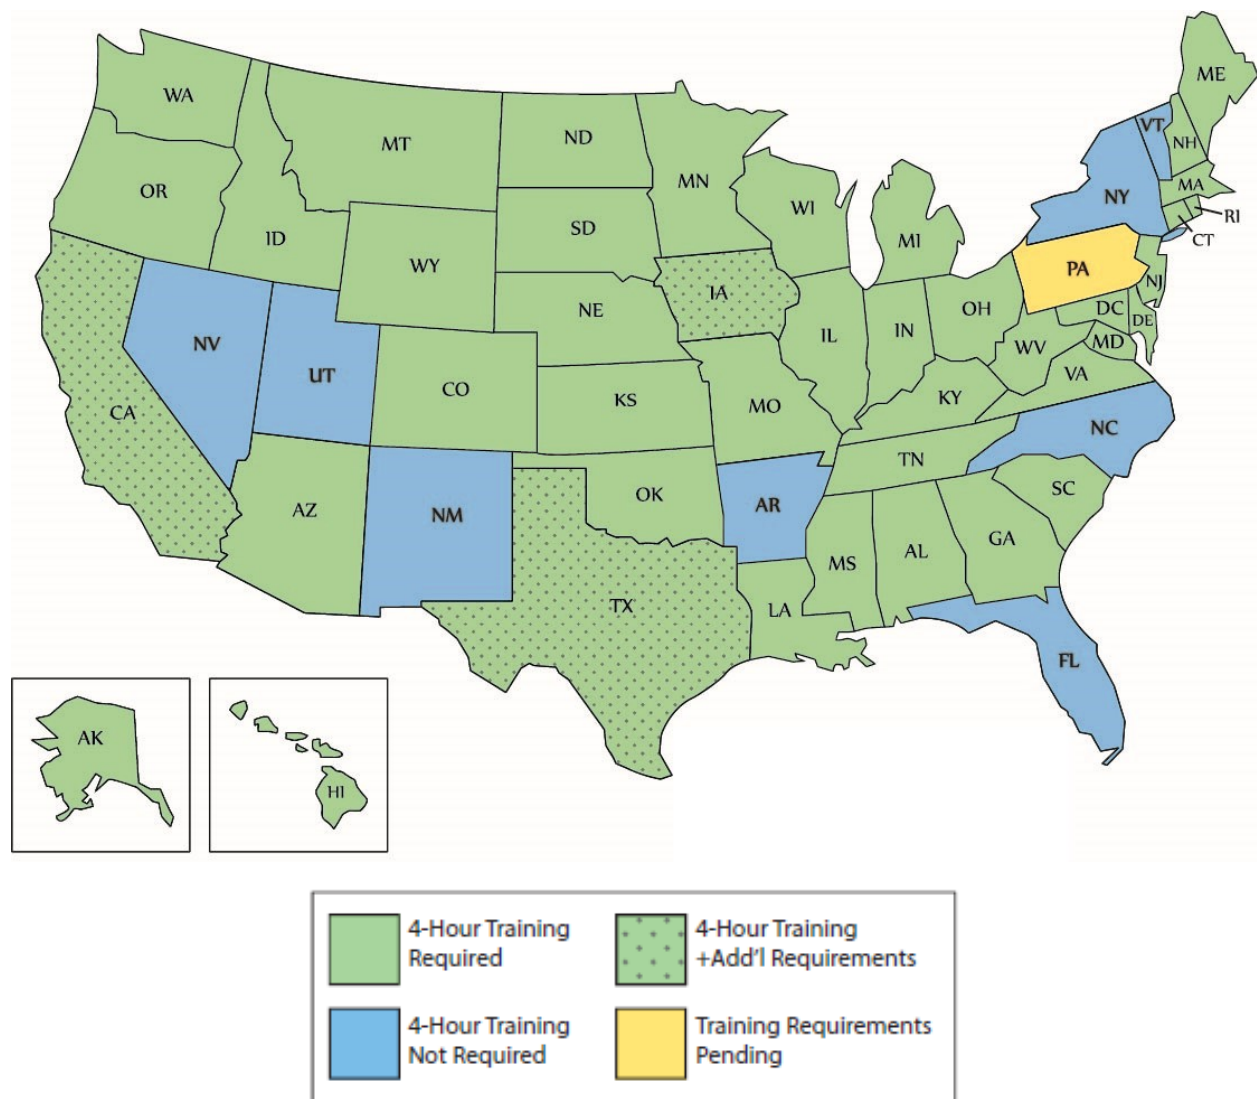 ME
WA
VT
NH
MT
ND
MN
OR
MA
NY
WI
RI
ID
SD
MI
CT
WY
PA
NJ
IA
NE
DC
OH
DE
NV
IL
IN
MD
WV
UT
VA
CO
KS
KY
CA
MO
NC
TN
OK
SC
AZ
NM
AR
GA
AL
MS
TX
LA
FL
AK
HI
4-Hour Training
Required
4-Hour Training
+Add'l Requirements
4-Hour Training
Not Required
Training Requirements
Pending